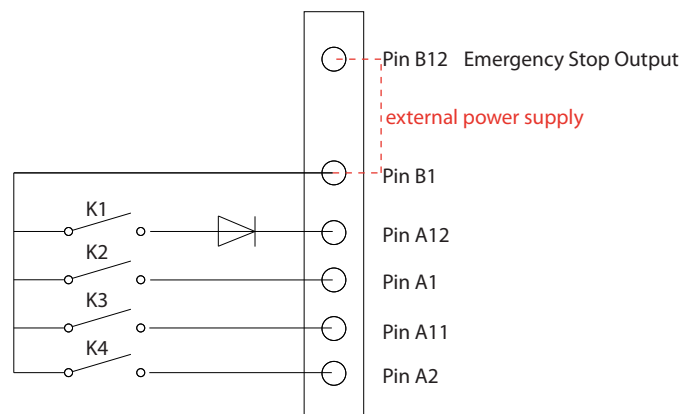 Pin B12 Emergency Stop Output
external power supply
Pin B1
K1
Pin A12
K2
Pin A1
K3
Pin A11
K4
Pin A2